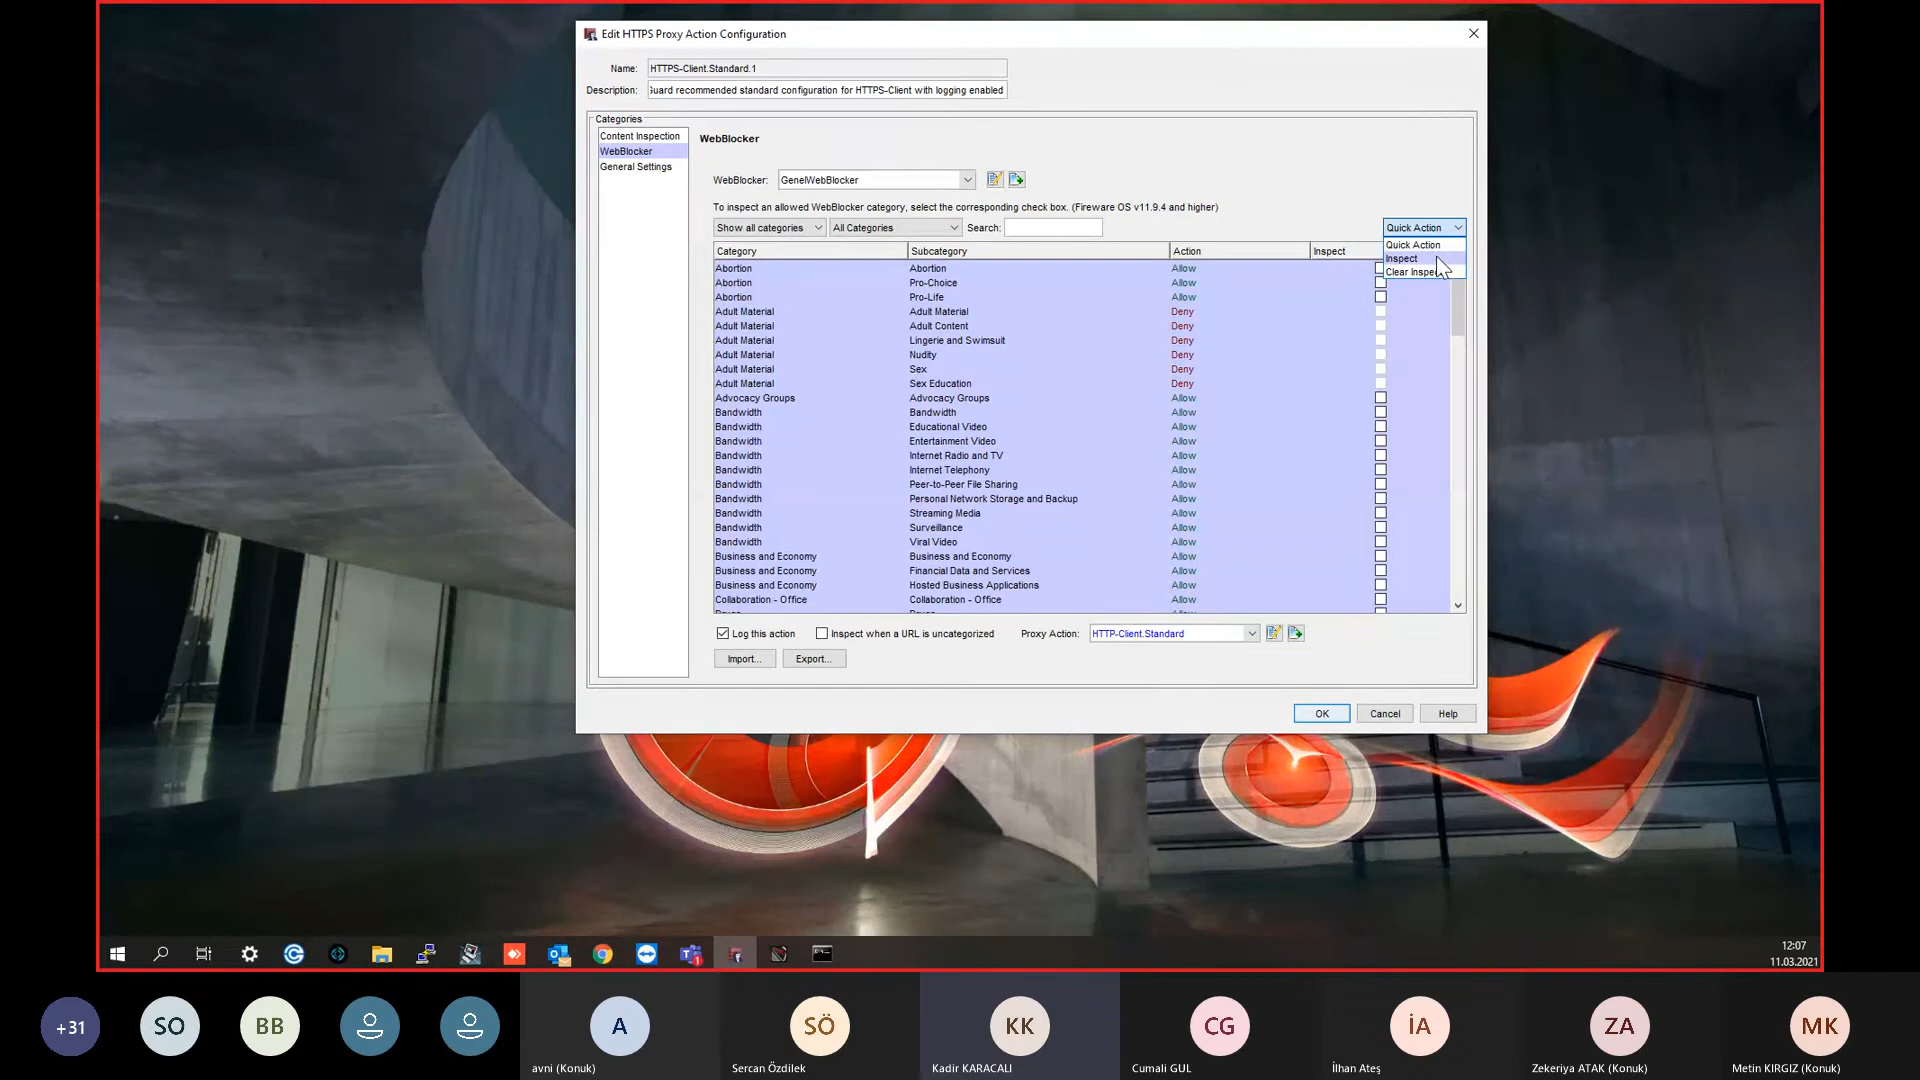 Edit HTTPS Proxy Action Configuration
Name: HTTPS-Client.Standard.1
Description: Guard recommended standard configuration for HTTPS-Client with logging enabled
Categories
Content Inspection
WebBlocker
General Settings
WebBlocker
WebBlocker: GenelWebBlocker
To inspect an allowed WebBlocker category, select the corresponding check box. (Fireware OS v11.9.4 and higher)
Show all categories All Categories Search: Quick Action
Quick Action
Inspect
Clear Inspe
Category Subcategory Action Inspect
Abortion Abortion Allow
Abortion Pro-Choice Allow
Abortion Pro-Life Allow
Adult Material Adult Material Deny
Adult Material Adult Content Deny
Adult Material Lingerie and Swimsuit Deny
Adult Material Nudity Deny
Adult Material Sex Deny
Adult Material Sex Education Deny
Advocacy Groups Advocacy Groups Allow
Bandwidth Bandwidth Allow
Bandwidth Educational Video Allow
Bandwidth Entertainment Video Allow
Bandwidth Internet Radio and TV Allow
Bandwidth Internet Telephony Allow
Bandwidth Peer-to-Peer File Sharing Allow
Bandwidth Personal Network Storage and Backup Allow
Bandwidth Streaming Media Allow
Bandwidth Surveillance Allow
Bandwidth Viral Video Allow
Business and Economy Business and Economy Allow
Business and Economy Financial Data and Services Allow
Business and Economy Hosted Business Applications Allow
Collaboration - Office Collaboration - Office Allow
Log this action Inspect when a URL is uncategorized Proxy Action: HTTP-Client.Standard
Import... Export...
OK Cancel Help
12:07
11.03.2021
+31 SO BB A SÖ KK CG İA ZA MK
avni (Konuk) Sercan Özdilek Kadir KARACALI Cumali GUL İlhan Ateş Zekeriya ATAK (Konuk) Metin KIRGIZ (Konuk)